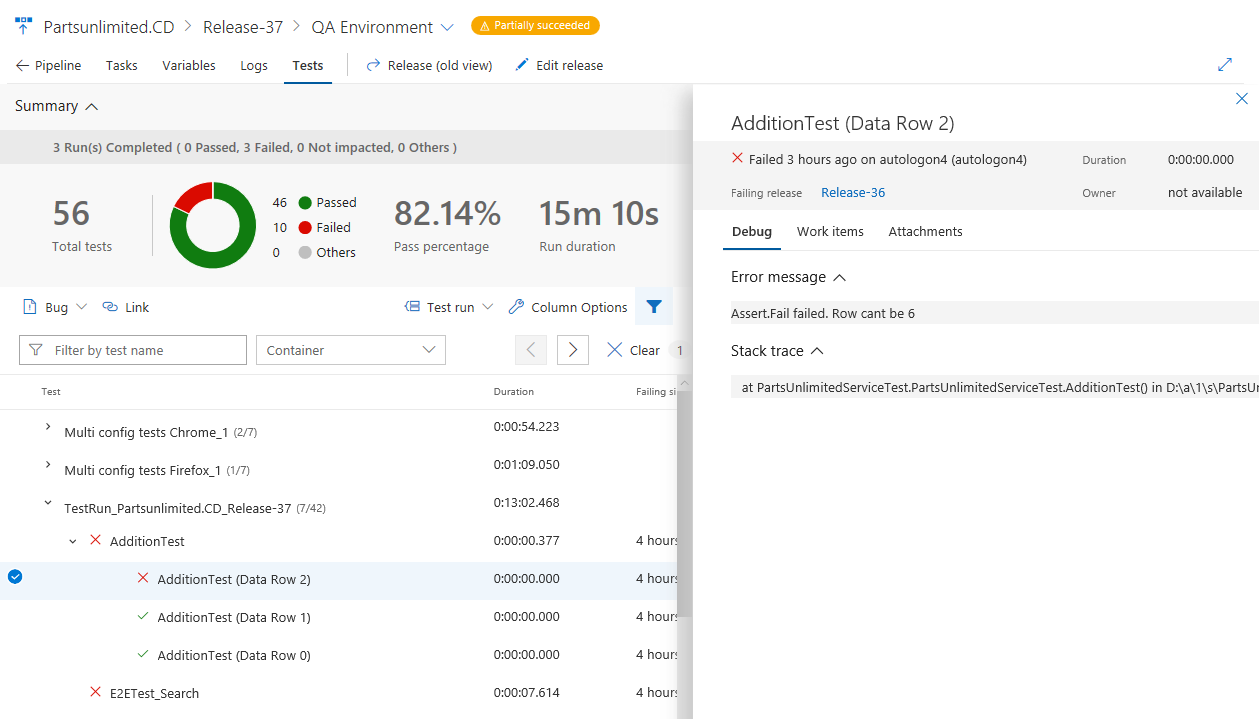 Partsunlimited.CD > Release-37 > QA Environment Partially succeeded
Pipeline Tasks Variables Logs Tests Release (old view) Edit release
Summary
3 Run(s) Completed ( 0 Passed, 3 Failed, 0 Not impacted, 0 Others )
56
Total tests
46 Passed
10 Failed
0 Others
82.14%
Pass percentage
15m 10s
Run duration
Bug Link Test run Column Options
Filter by test name Container Clear 1
Test Duration Failing si
Multi config tests Chrome_1 (2/7) 0:00:54.223
Multi config tests Firefox_1 (1/7) 0:01:09.050
TestRun_Partsunlimited.CD_Release-37 (7/42) 0:13:02.468
AdditionTest 0:00:00.377 4 hours
AdditionTest (Data Row 2) 0:00:00.000 4 hours
AdditionTest (Data Row 1) 0:00:00.000 4 hours
AdditionTest (Data Row 0) 0:00:00.000 4 hours
E2ETest_Search 0:00:07.614 4 hours
AdditionTest (Data Row 2)
Failed 3 hours ago on autologon4 (autologon4) Duration 0:00:00.000
Failing release Release-36 Owner not available
Debug Work items Attachments
Error message
Assert.Fail failed. Row cant be 6
Stack trace
at PartsUnlimitedServiceTest.PartsUnlimitedServiceTest.AdditionTest() in D:\a\1\s\PartsUn